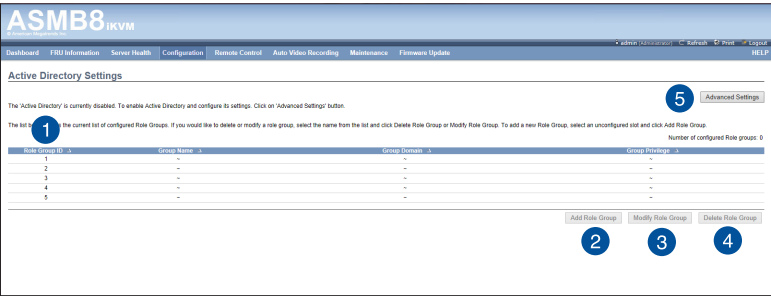 ASMB8 iKVM
© American Megatrends Inc.
• admin (Administrator) Refresh Print Logout
Dashboard FRU Information Server Health Configuration Remote Control Auto Video Recording Maintenance Firmware Update HELP
Active Directory Settings
5 Advanced Settings
The 'Active Directory' is currently disabled. To enable Active Directory and configure its settings. Click on 'Advanced Settings' button.
The list the current list of configured Role Groups. If you would like to delete or modify a role group, select the name from the list and click Delete Role Group or Modify Role Group. To add a new Role Group, select an unconfigured slot and click Add Role Group.
1
Number of configured Role groups: 0
Role Group ID Group Name Group Domain Group Privilege
1 ~ ~ ~
2 ~ ~ ~
3 ~ ~ ~
4 ~ ~ ~
5 ~ ~ ~
Add Role Group Modify Role Group Delete Role Group
2 3 4